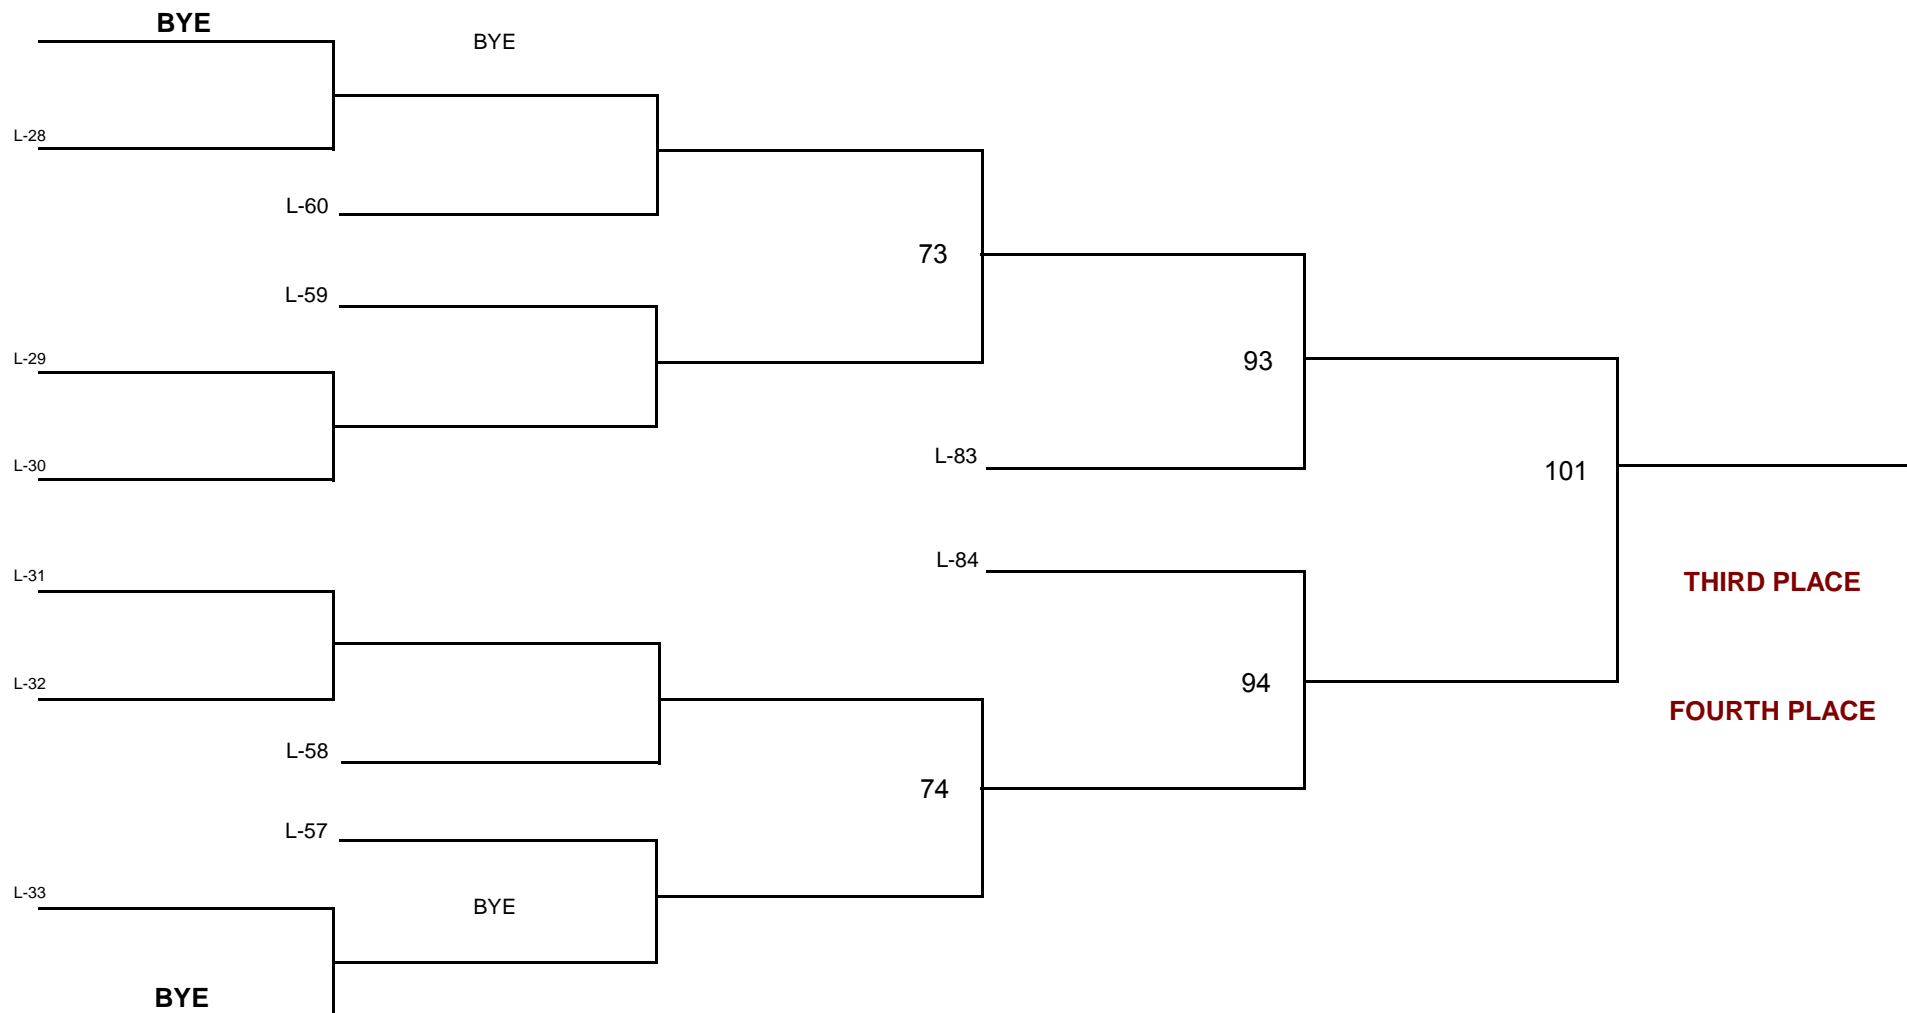 BYE
BYE
L-28
L-60
73
L-59
L-29
93
L-83
L-30
101
L-84
L-31
THIRD PLACE
L-32
94
FOURTH PLACE
L-58
74
L-57
L-33
BYE
BYE